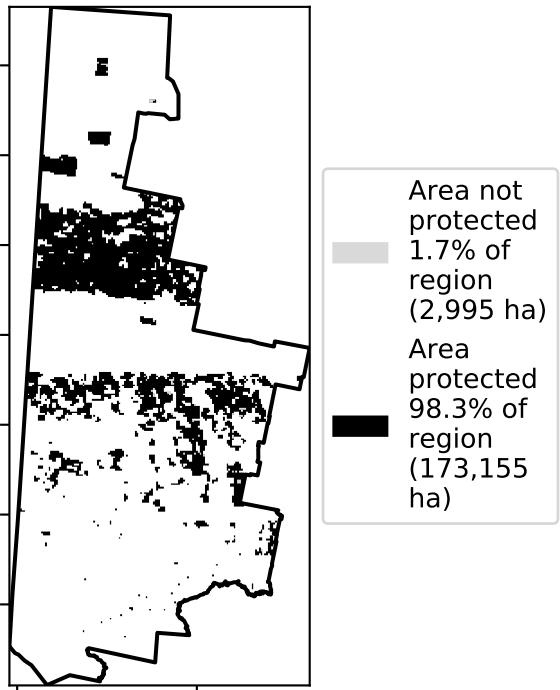 Area not
protected
1.7% of
region
(2,995 ha)
Area
protected
98.3% of
region
(173,155
ha)